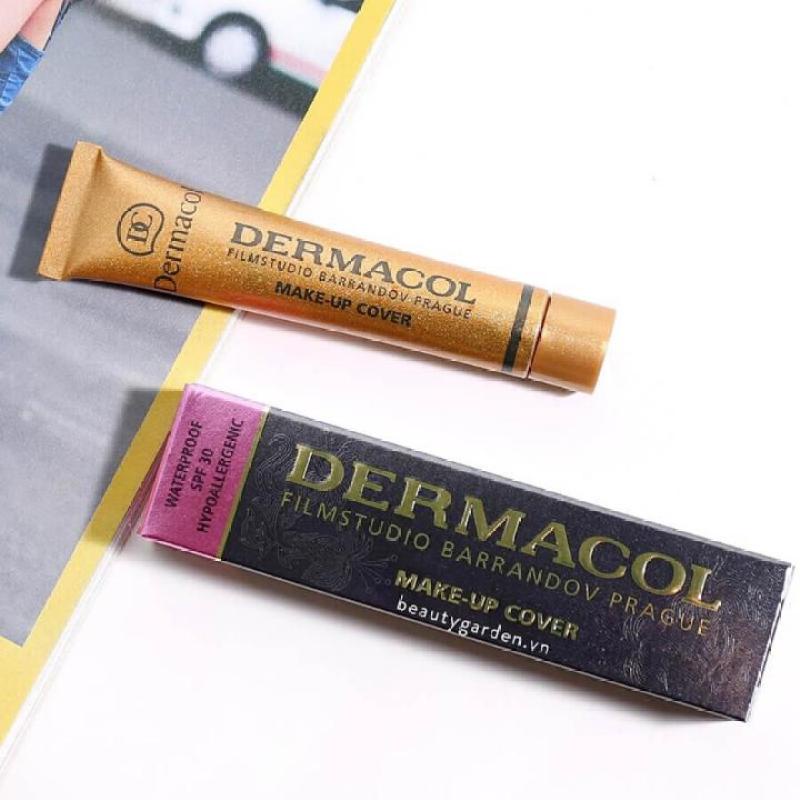 DC
Dermacol
DERMACOL
FILMSTUDIO BARRANDOV PRAGUE
MAKE-UP COVER
WATERPROOF
SPF 30
HYPOALLERGENIC
DERMACOL
FILMSTUDIO BARRANDOV PRAGUE
MAKE-UP COVER
beautygarden.vn